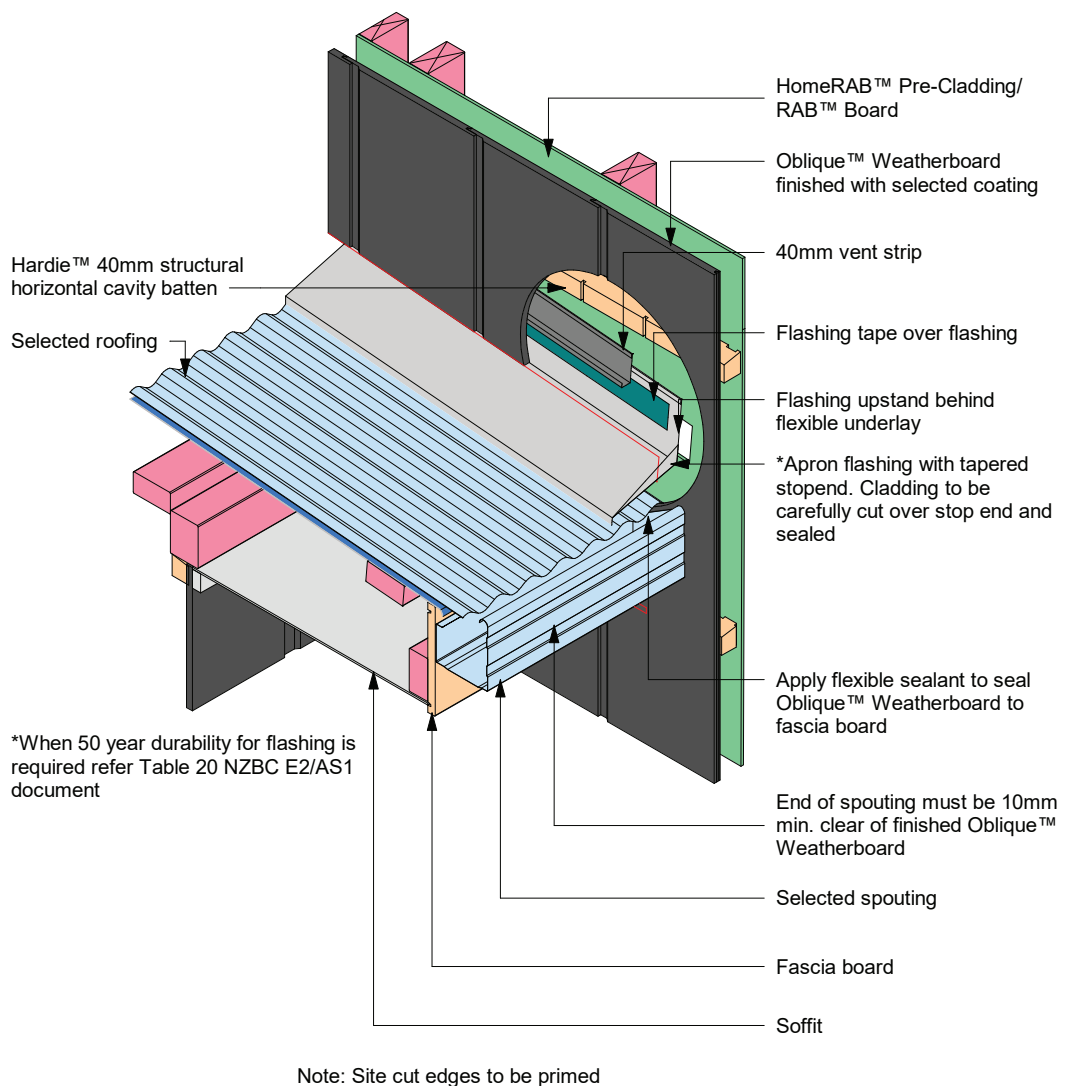 HomeRAB™ Pre-Cladding/
RAB™ Board
Oblique™ Weatherboard
finished with selected coating
40mm vent strip
Hardie™ 40mm structural
horizontal cavity batten
Selected roofing
Flashing tape over flashing
Flashing upstand behind
flexible underlay
*Apron flashing with tapered
stopend. Cladding to be
carefully cut over stop end and
sealed
Apply flexible sealant to seal
Oblique™ Weatherboard to
fascia board
*When 50 year durability for flashing is
required refer Table 20 NZBC E2/AS1
document
End of spouting must be 10mm
min. clear of finished Oblique™
Weatherboard
Selected spouting
Fascia board
Soffit
Note: Site cut edges to be primed